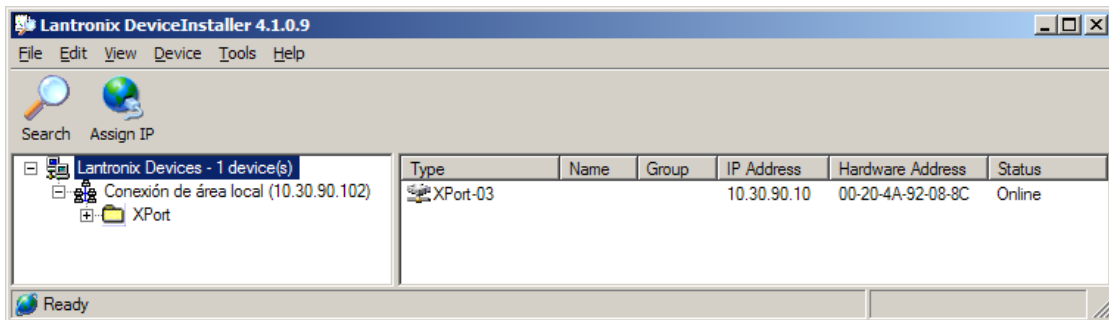 Lantronix DeviceInstaller 4.1.0.9
File Edit View Device Tools Help
Search Assign IP
Lantronix Devices - 1 device(s)
Conexión de área local (10.30.90.102)
XPort
Type Name Group IP Address Hardware Address Status
XPort-03 10.30.90.10 00-20-4A-92-08-8C Online
Ready